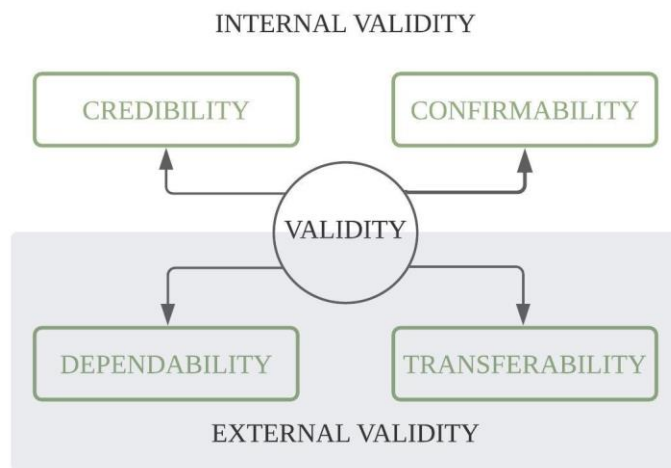 INTERNAL VALIDITY
CREDIBILITY
CONFIRMABILITY
VALIDITY
DEPENDABILITY
TRANSFERABILITY
EXTERNAL VALIDITY